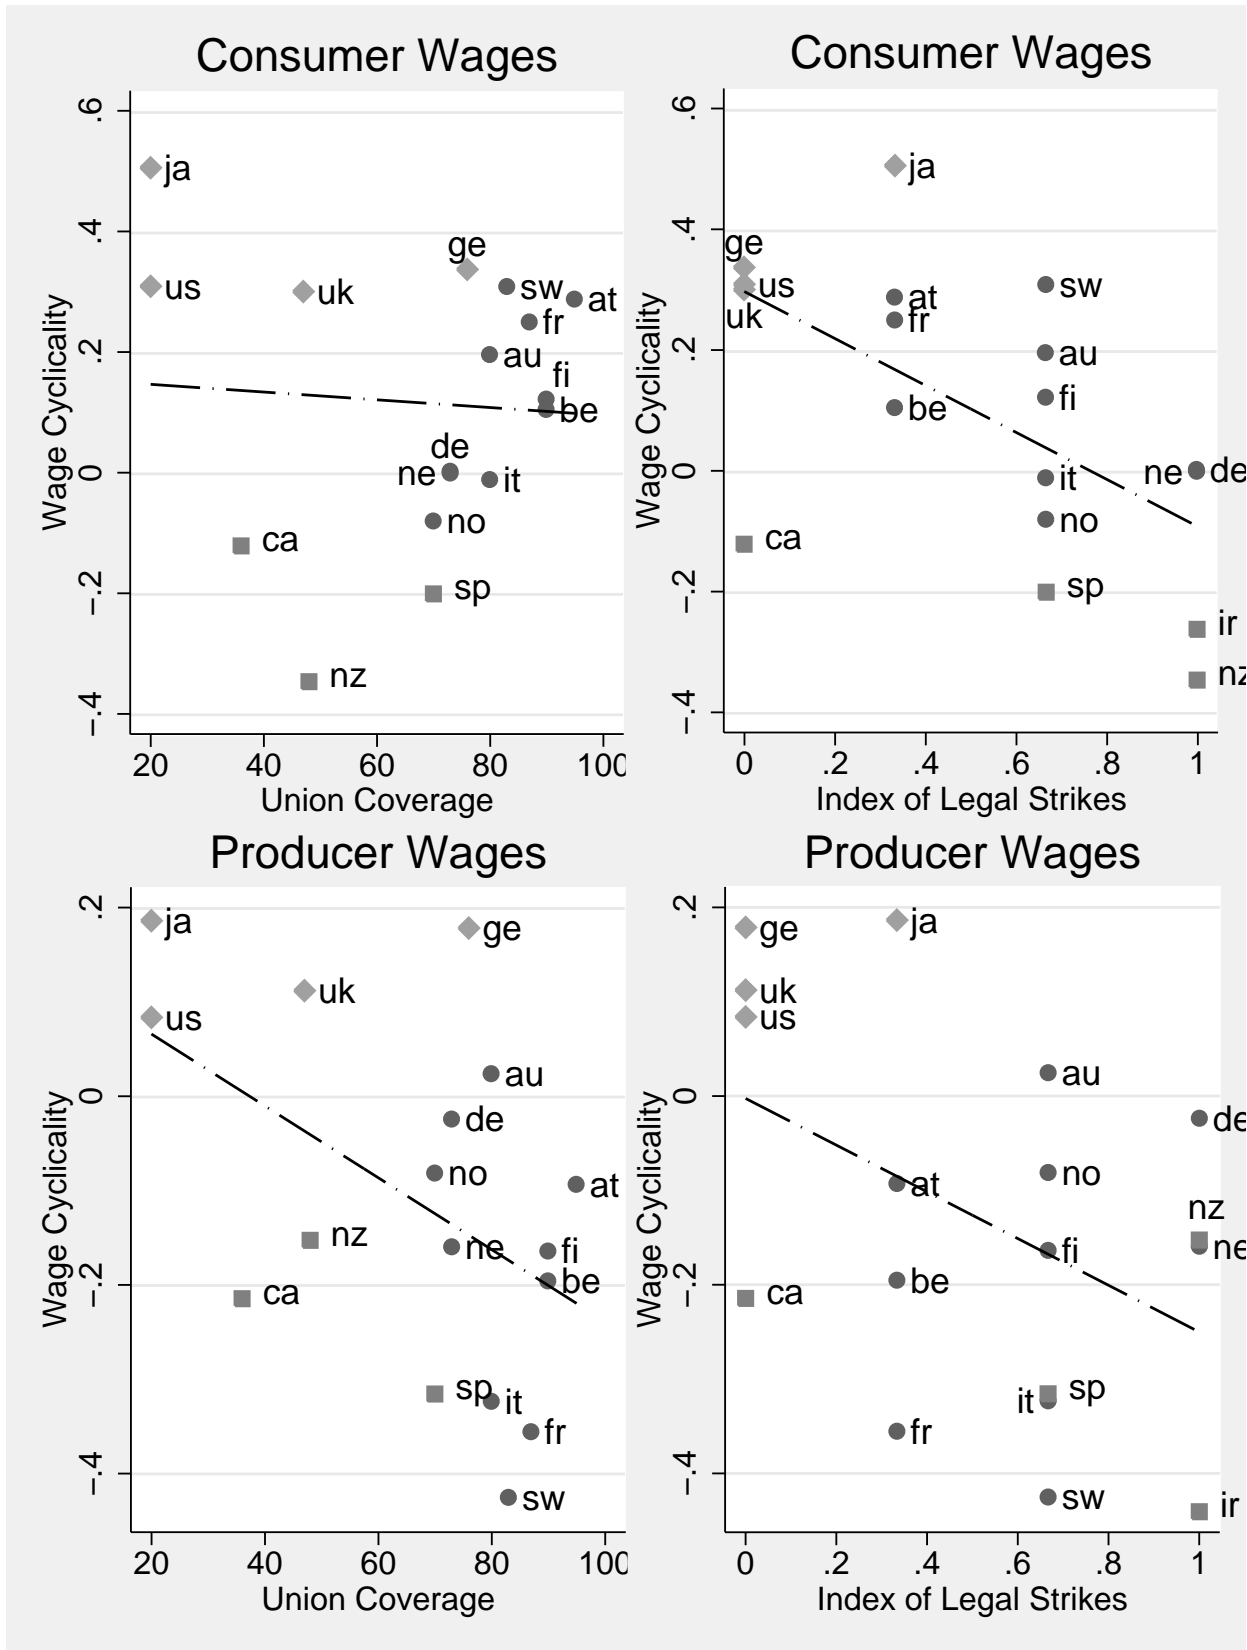 Consumer Wages
.6
.4
.2
0
−.2
−.4
Wage Cyclicality
ja
us
uk
ge
sw
at
fr
au
fi
be
de
ne
it
no
ca
sp
nz
20 40 60 80 100
Union Coverage
Consumer Wages
.6
.4
.2
0
−.2
−.4
Wage Cyclicality
ja
ge
us
uk
at
fr
sw
au
be
fi
it
ne de
no
ca
sp
ir
nz
0 .2 .4 .6 .8 1
Index of Legal Strikes
Producer Wages
.2
0
−.2
−.4
Wage Cyclicality
ja
ge
uk
us
au
de
no
at
nz
ne
fi
be
ca
sp
it
fr
sw
20 40 60 80 100
Union Coverage
Producer Wages
.2
0
−.2
−.4
Wage Cyclicality
ge
ja
uk
us
au
de
at
no
nz
fi
ne
be
ca
it
sp
fr
sw
ir
0 .2 .4 .6 .8 1
Index of Legal Strikes